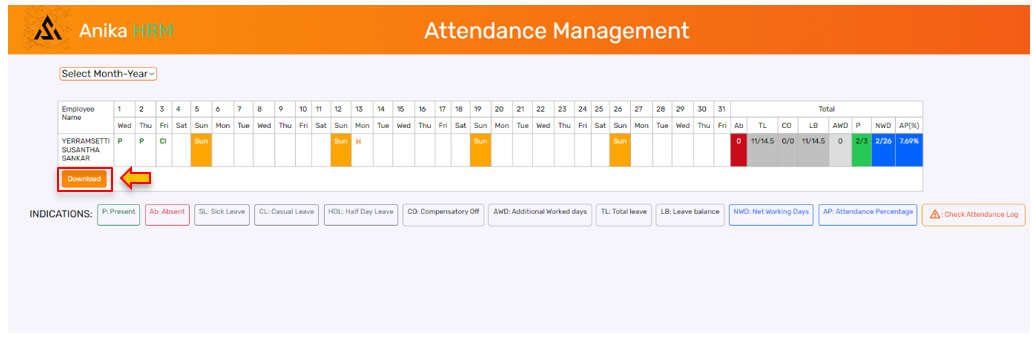 Anika HRM
Attendance Management
Select Month-Year
Employee Name 1 2 3 4 5 6 7 8 9 10 11 12 13 14 15 16 17 18 19 20 21 22 23 24 25 26 27 28 29 30 31 Total
Wed Thu Fri Sat Sun Mon Tue Wed Thu Fri Sat Sun Mon Tue Wed Thu Fri Sat Sun Mon Tue Wed Thu Fri Sat Sun Mon Tue Wed Thu Fri Ab TL CO LB AWD P NWD AP(%)
YERRAMSETTI SUSANTHA SANKAR P P Cl Sun Sun H Sun Sun 0 11/14.5 0/0 11/14.5 0 2/3 2/26 7.69%
Download
INDICATIONS: P: Present Ab: Absent SL: Sick Leave CL: Casual Leave HDL: Half Day Leave CO: Compensatory Off AWD: Additional Worked days TL: Total leave LB: Leave balance NWD: Net Working Days AP: Attendance Percentage : Check Attendance Log